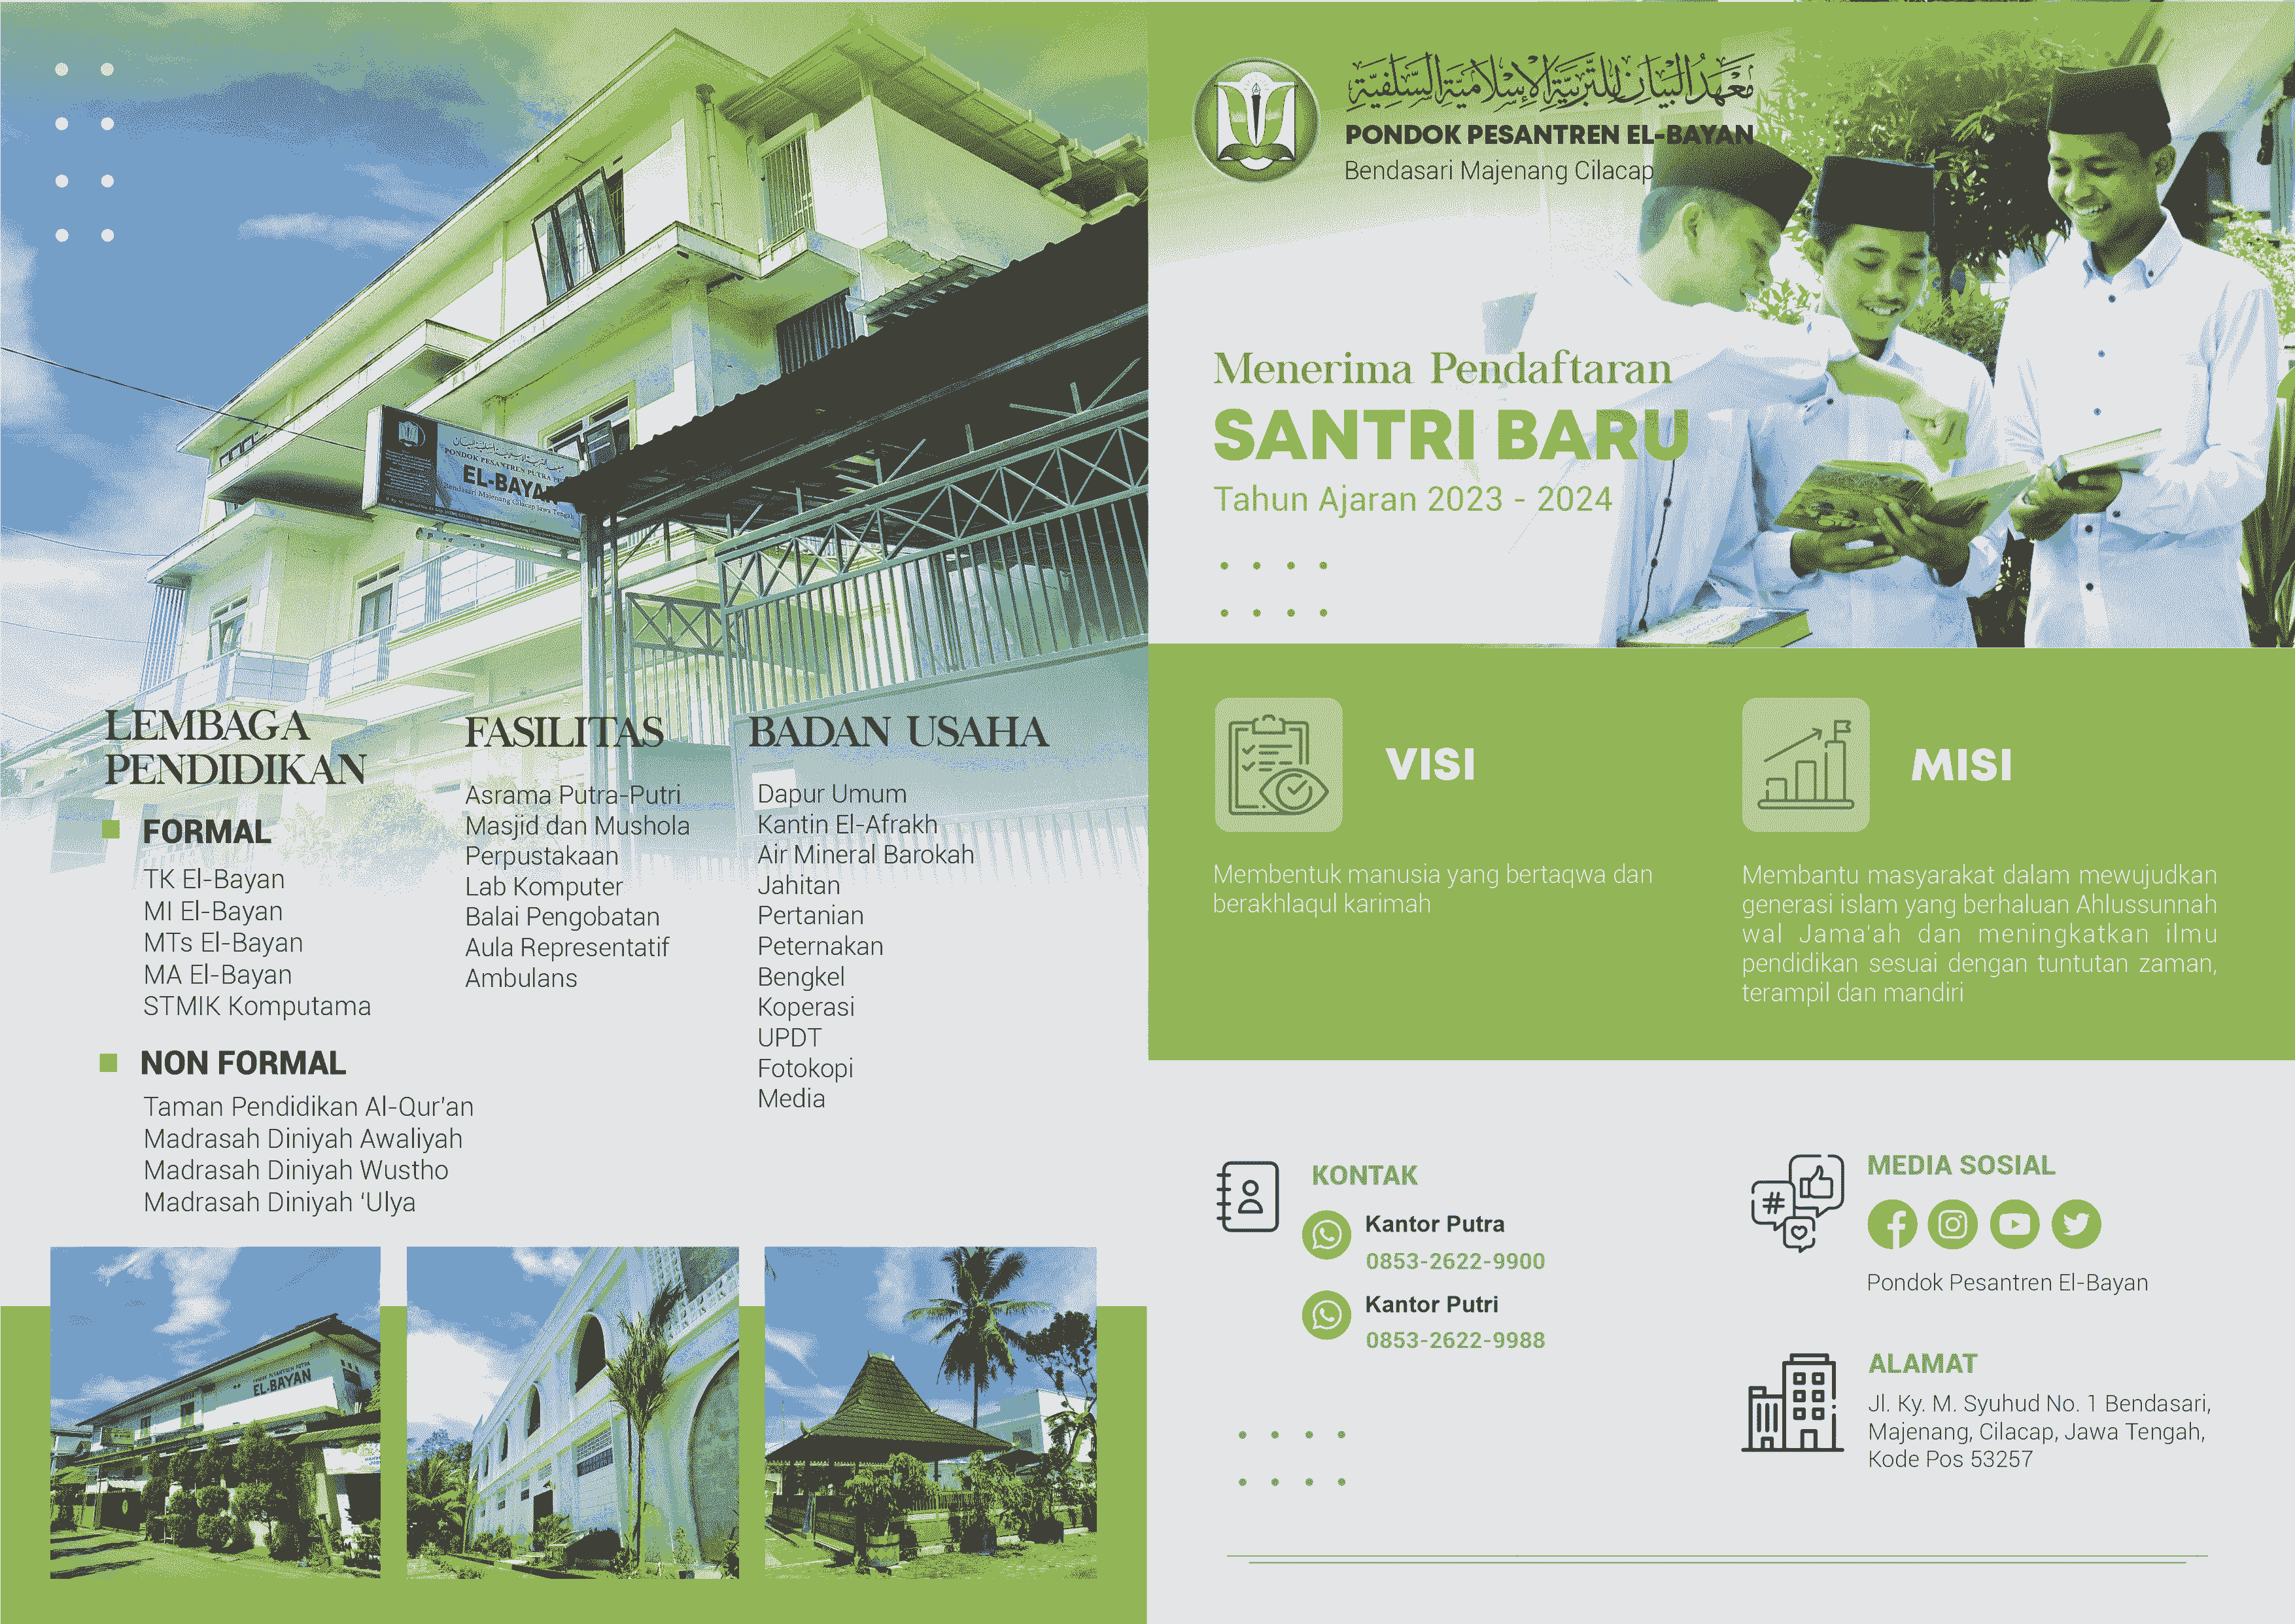 LEMBAGA
PENDIDIKAN
FORMAL
TK El-Bayan
MI El-Bayan
MTs El-Bayan
MA El-Bayan
STMIK Komputama
NON FORMAL
Taman Pendidikan Al-Qur'an
Madrasah Diniyah Awaliyah
Madrasah Diniyah Wustho
Madrasah Diniyah ‘Ulya
FASILITAS
Asrama Putra-Putri
Masjid dan Mushola
Perpustakaan
Lab Komputer
Balai Pengobatan
Aula Representatif
Ambulans
BADAN USAHA
Dapur Umum
Kantin El-Afrakh
Air Mineral Barokah
Jahitan
Pertanian
Peternakan
Bengkel
Koperasi
UPDT
Fotokopi
Media
PONDOK PESANTREN PUTRA
EL-BAYAN
Bendasari Majenang Cilacap Jawa Tengah
EL-BAYAN
معهد البيان للتربية الإسلامية السلفية
PONDOK PESANTREN EL-BAYAN
Bendasari Majenang Cilacap
Menerima Pendaftaran
SANTRI BARU
Tahun Ajaran 2023 - 2024
VISI
Membentuk manusia yang bertaqwa dan
berakhlaqul karimah
MISI
Membantu masyarakat dalam mewujudkan
generasi islam yang berhaluan Ahlussunnah
wal Jama'ah dan meningkatkan ilmu
pendidikan sesuai dengan tuntutan zaman,
terampil dan mandiri
KONTAK
Kantor Putra
0853-2622-9900
Kantor Putri
0853-2622-9988
MEDIA SOSIAL
Pondok Pesantren El-Bayan
ALAMAT
Jl. Ky. M. Syuhud No. 1 Bendasari,
Majenang, Cilacap, Jawa Tengah,
Kode Pos 53257